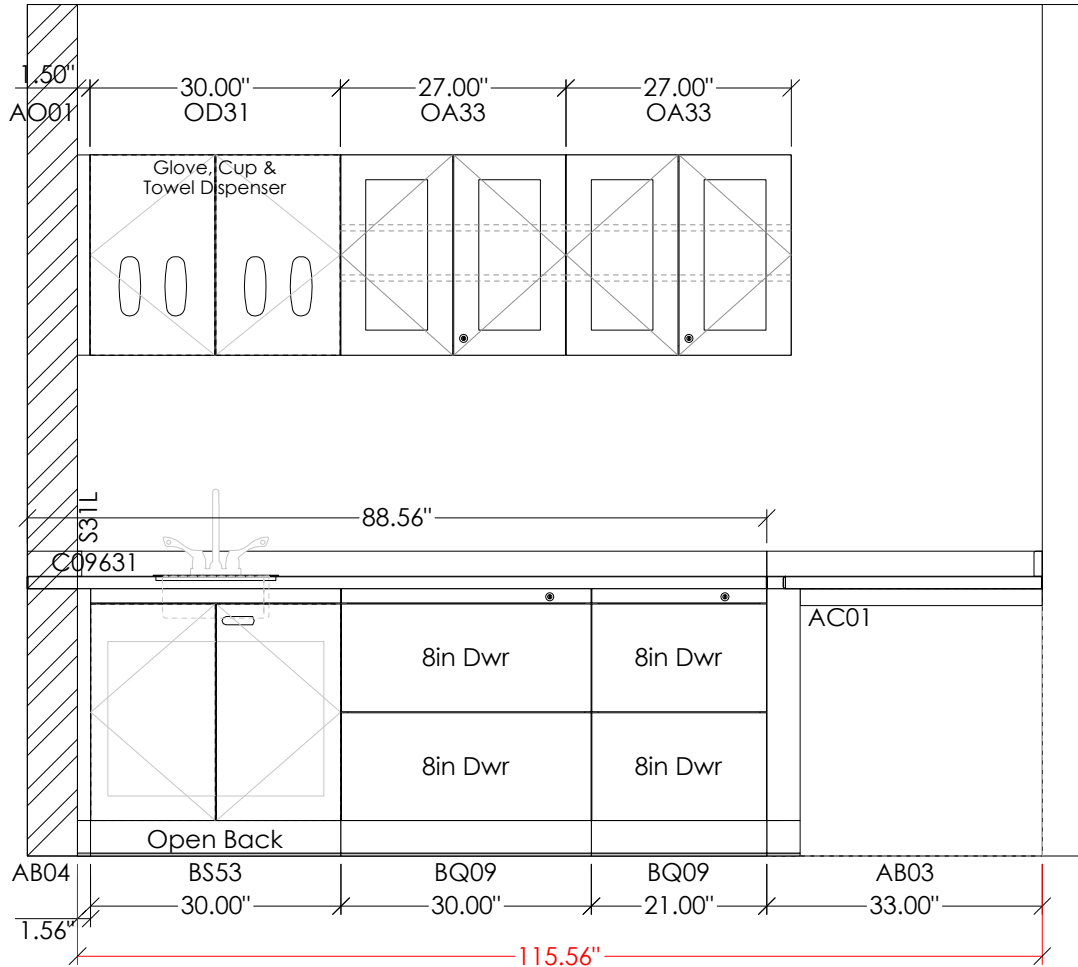 1.50" 30.00" 27.00" 27.00"
AO01 OD31 OA33 OA33
Glove, Cup &
Towel Dispenser
S31L
88.56"
C09631
AC01
8in Dwr 8in Dwr
8in Dwr 8in Dwr
Open Back
AB04 BS53 BQ09 BQ09 AB03
30.00" 30.00" 21.00" 33.00"
1.56"
115.56"